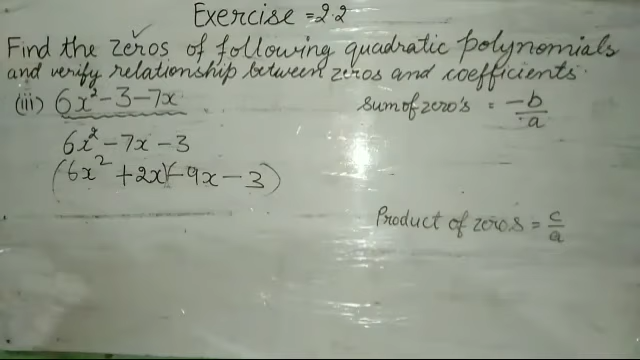 Exercise = 2.2
Find the zeros of following quadratic polynomials
and verify relationship between zeros and coefficients.
(iii) 6x² - 3 - 7x
sum of zero's = -b/a
6x² - 7x - 3
(6x² + 2x)(-9x - 3)
Product of zeros = c/a